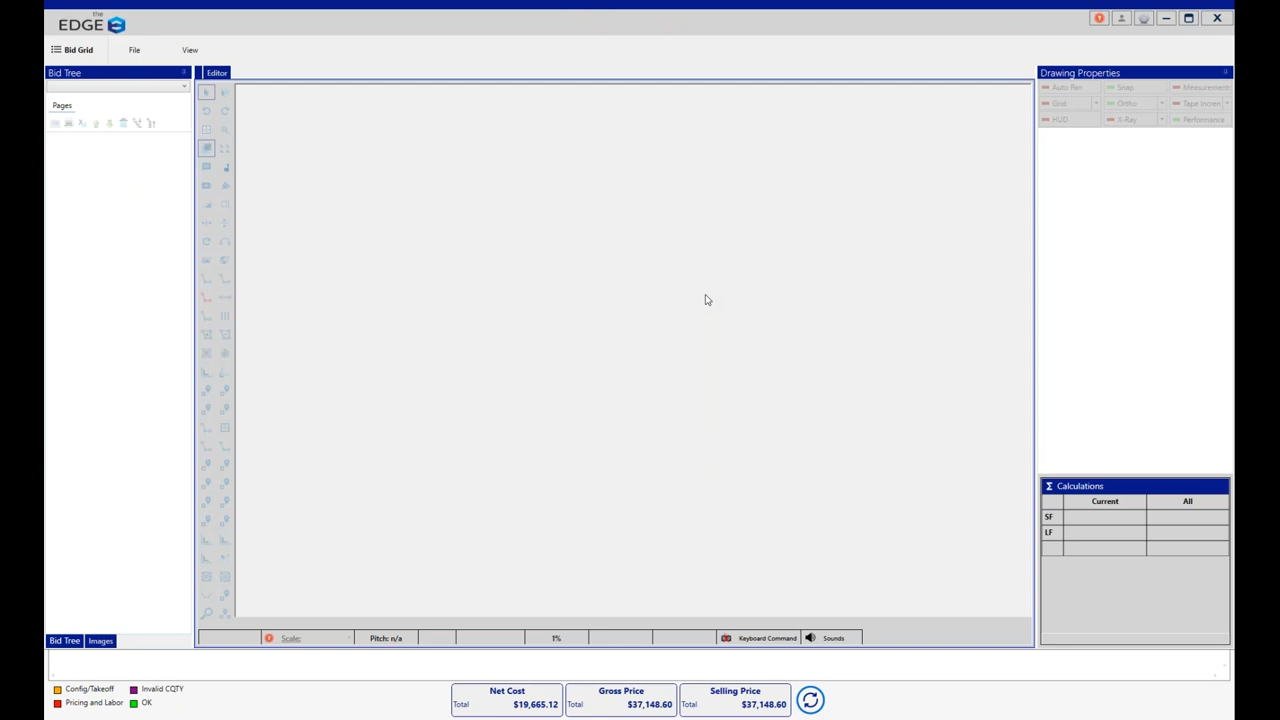 the
EDGE
Bid Grid File View
Bid Tree
Editor
Drawing Properties
Pages
Auto Pan Snap Measurement
Grid Ortho Tape Incren
HUD X-Ray Performance
Σ Calculations
Current All
SF
LF
Bid Tree Images
Scale: Pitch: n/a 1% Keyboard Command Sounds
Config/Takeoff Invalid CQTY
Pricing and Labor OK
Net Cost Gross Price Selling Price
Total $19,665.12 Total $37,148.60 Total $37,148.60